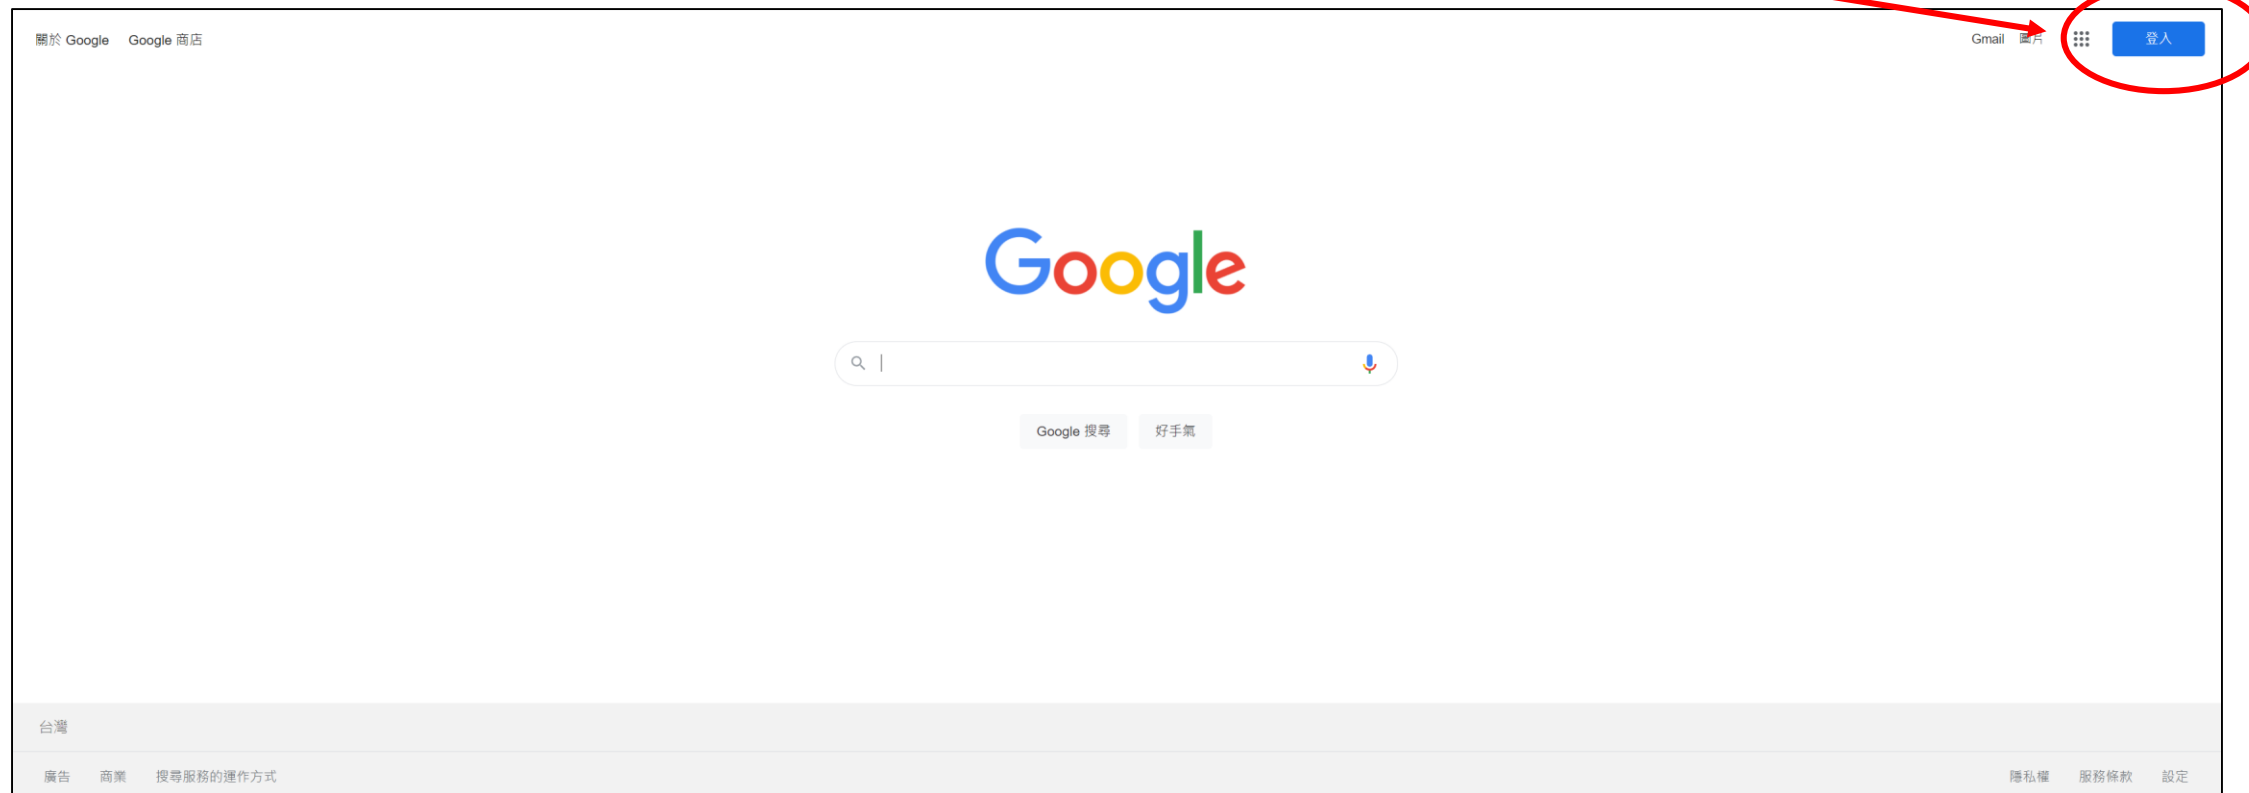 關於 Google Google 商店
Gmail 圖片 登入
Google
Google 搜尋 好手氣
台灣
廣告 商業 搜尋服務的運作方式
隱私權 服務條款 設定